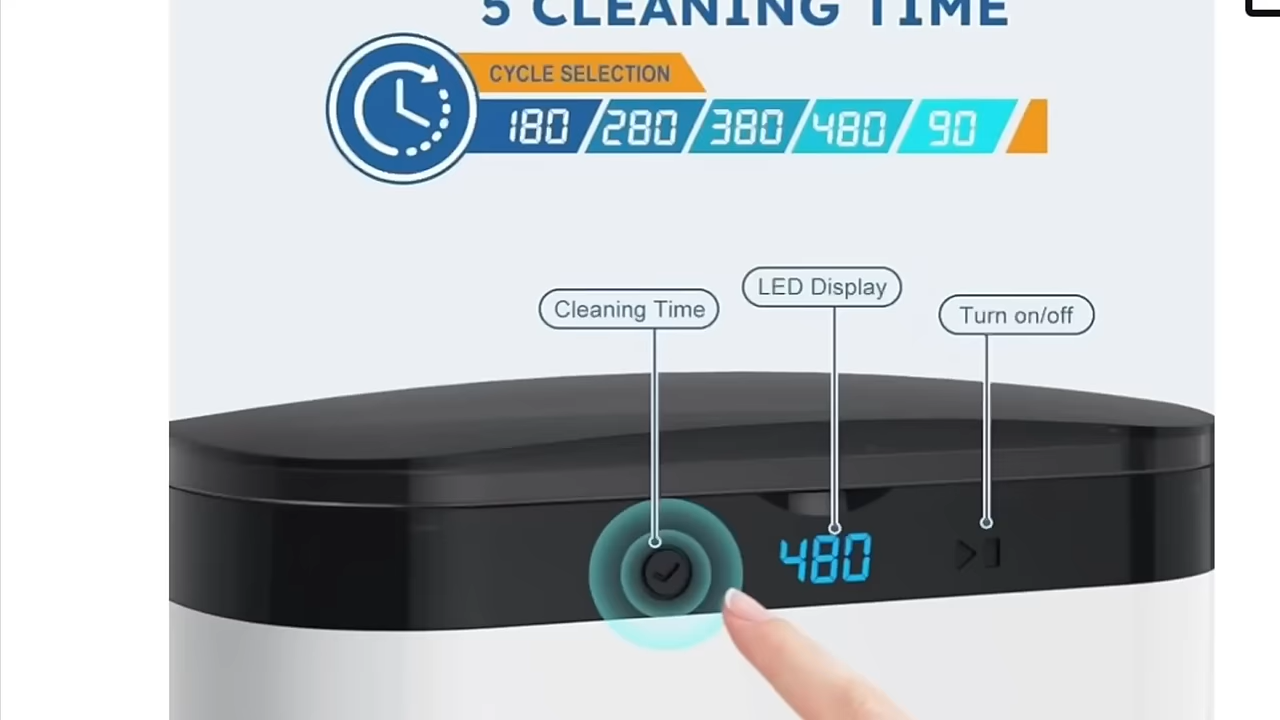 5 CLEANING TIME
CYCLE SELECTION
180 280 380 480 90
LED Display
Cleaning Time
Turn on/off
480